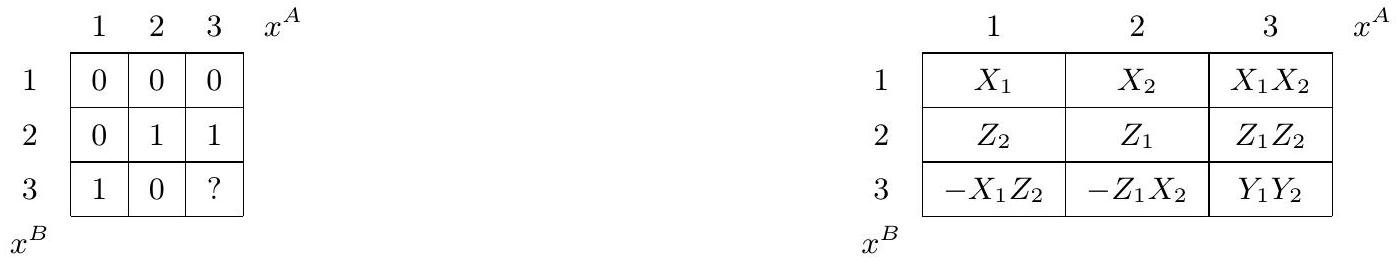 1 2 3 $x^A$ 1 2 3 $x^A$
1 0 0 0 1 $X_1$ $X_2$ $X_1X_2$
2 0 1 1 2 $Z_2$ $Z_1$ $Z_1Z_2$
3 1 0 ? 3 $-X_1Z_2$ $-Z_1X_2$ $Y_1Y_2$
$x^B$ $x^B$